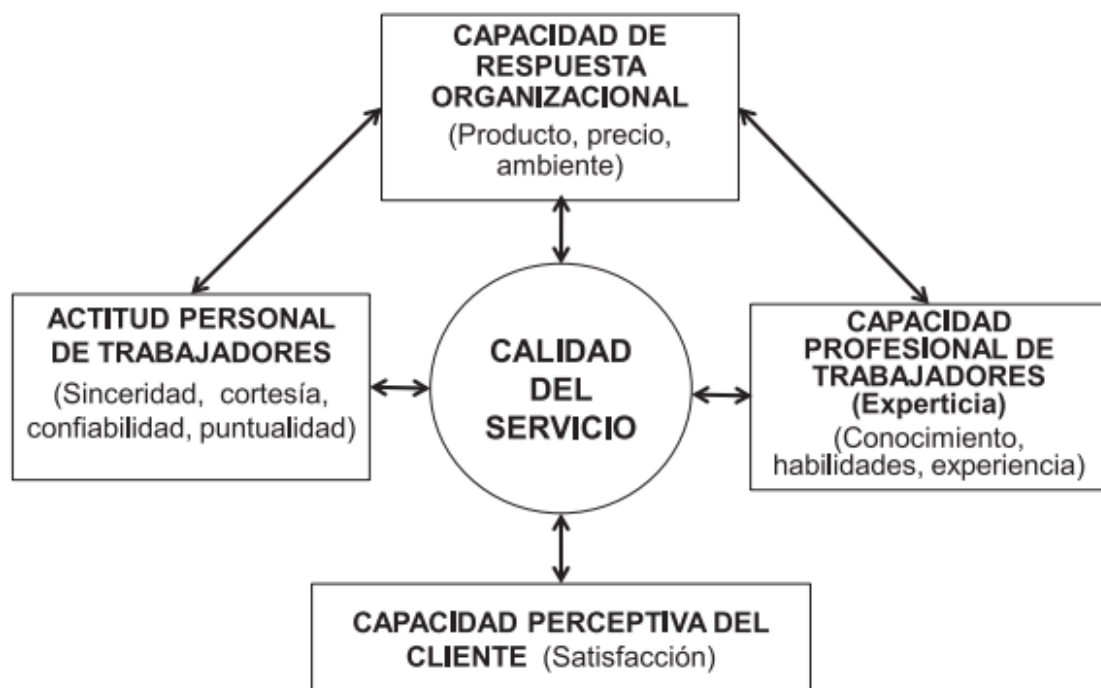 CAPACIDAD DE
RESPUESTA
ORGANIZACIONAL
(Producto, precio,
ambiente)
ACTITUD PERSONAL
DE TRABAJADORES
(Sinceridad, cortesía,
confiabilidad, puntualidad)
CALIDAD
DEL
SERVICIO
CAPACIDAD
PROFESIONAL DE
TRABAJADORES
(Experticia)
(Conocimiento,
habilidades, experiencia)
CAPACIDAD PERCEPTIVA DEL
CLIENTE (Satisfacción)